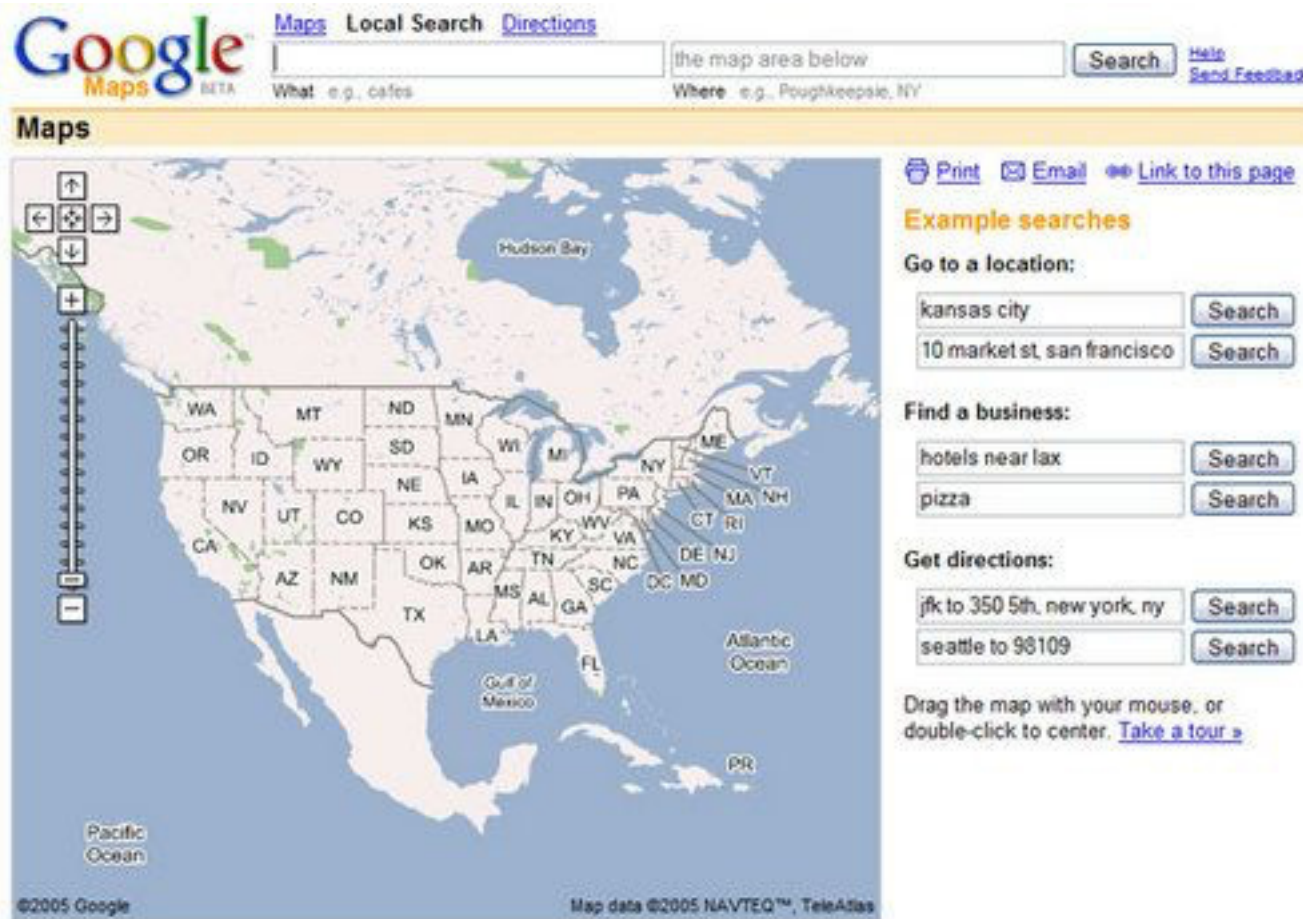 Google
Maps BETA
Maps Local Search Directions
the map area below Search
Help
Send Feedback
What e.g., cafes Where e.g., Poughkeepsie, NY
Maps
Print Email Link to this page
Example searches
Go to a location:
kansas city Search
10 market st, san francisco Search
Find a business:
hotels near lax Search
pizza Search
Get directions:
jfk to 350 5th, new york, ny Search
seattle to 98109 Search
Drag the map with your mouse, or
double-click to center. Take a tour »
Hudson Bay
WA MT ND MN ME
OR ID WY SD WI MI NY VT
NV UT CO NE IA IL IN OH PA MA NH
CA KS MO KY WV VA CT RI
AZ NM OK AR TN NC DE NJ
TX MS AL GA SC DC MD
LA FL
Gulf of
Mexico
Atlantic
Ocean
PR
Pacific
Ocean
©2005 Google Map data ©2005 NAVTEQ™, TeleAtlas